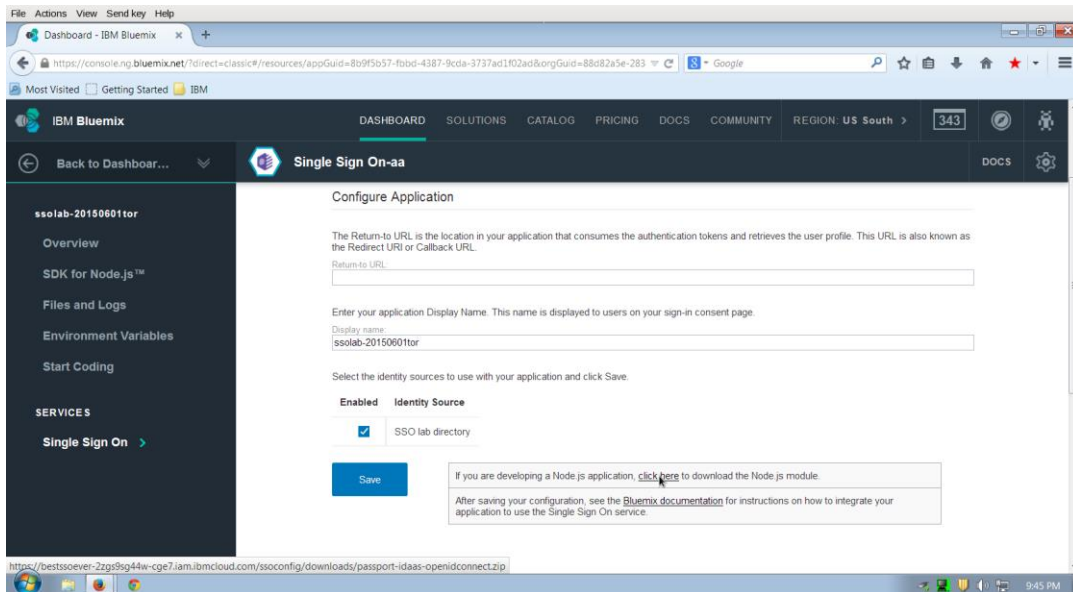 File Actions View Send key Help
Dashboard - IBM Bluemix × +
https://console.ng.bluemix.net/?direct=classic#/resources/appGuid=8b9f5b57-fbbd-4387-9cda-3737ad1f02ad&orgGuid=88d82a5e-283 Google
Most Visited Getting Started IBM
IBM Bluemix DASHBOARD SOLUTIONS CATALOG PRICING DOCS COMMUNITY REGION: US South > 343
Back to Dashboar... Single Sign On-aa DOCS
Configure Application
ssolab-20150601tor
The Return-to URL is the location in your application that consumes the authentication tokens and retrieves the user profile. This URL is also known as
the Redirect URI or Callback URL.
Overview
Return-to URL:
SDK for Node.js™
Files and Logs
Enter your application Display Name. This name is displayed to users on your sign-in consent page.
Environment Variables
Display name:
ssolab-20150601tor
Start Coding
Select the identity sources to use with your application and click Save.
Enabled Identity Source
SERVICES
SSO lab directory
Single Sign On >
Save
If you are developing a Node.js application, click here to download the Node.js module.
After saving your configuration, see the Bluemix documentation for instructions on how to integrate your
application to use the Single Sign On service.
https://bestssoever-2zgs9sg44w-cge7.iam.ibmcloud.com/ssoconfig/downloads/passport-idaas-openidconnect.zip
9:45 PM